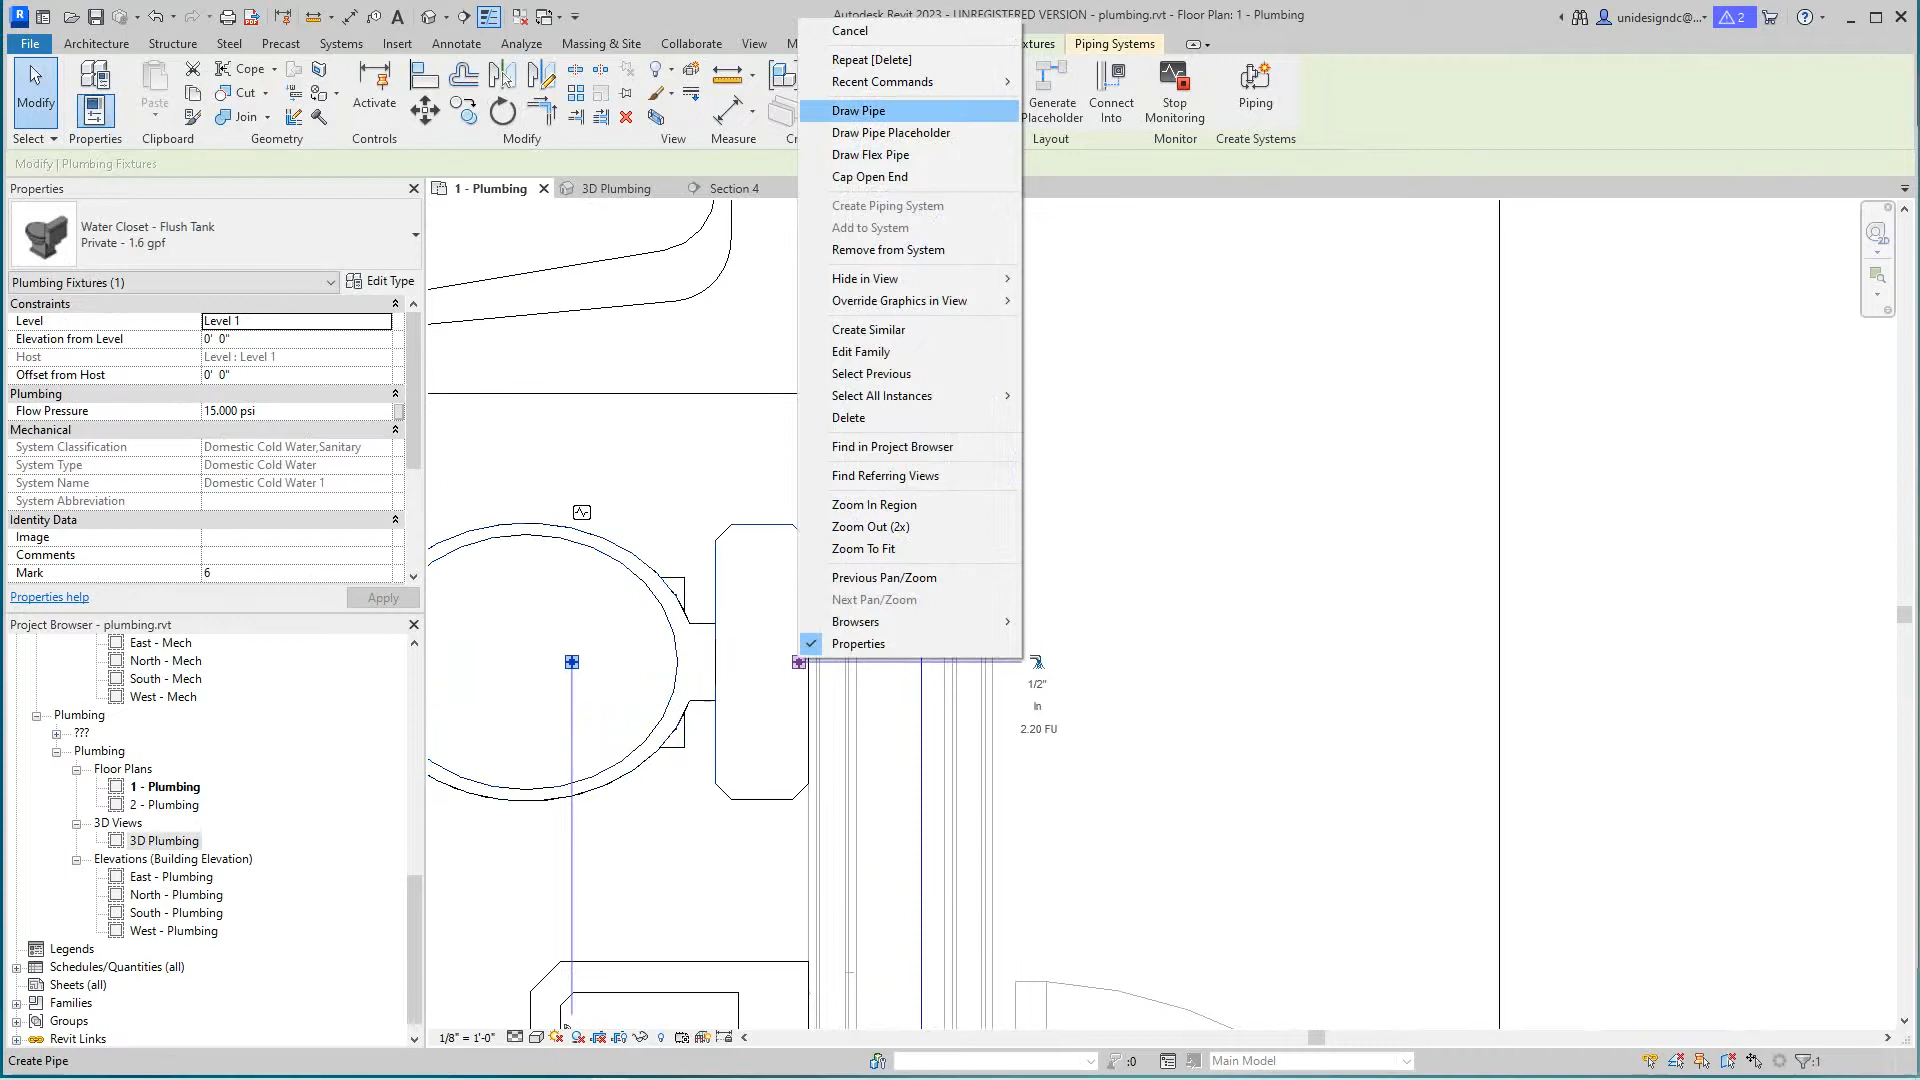 Autodesk Revit 2023 - UNREGISTERED VERSION - plumbing.rvt - Floor Plan: 1 - Plumbing
unidesigndc@...
2
File
Architecture
Structure
Steel
Precast
Systems
Insert
Annotate
Analyze
Massing & Site
Collaborate
View
Piping Systems
Modify
Paste
Cope
Cut
Join
Activate
Generate
Placeholder
Connect
Into
Stop
Monitoring
Piping
Select
Properties
Clipboard
Geometry
Controls
Modify
View
Measure
Layout
Monitor
Create Systems
Modify | Plumbing Fixtures
Properties
1 - Plumbing
3D Plumbing
Section 4
Water Closet - Flush Tank
Private - 1.6 gpf
Plumbing Fixtures (1)
Edit Type
Constraints
Level
Level 1
Elevation from Level
0'  0"
Host
Level : Level 1
Offset from Host
0'  0"
Plumbing
Flow Pressure
15.000 psi
Mechanical
System Classification
Domestic Cold Water,Sanitary
System Type
Domestic Cold Water
System Name
Domestic Cold Water 1
System Abbreviation
Identity Data
Image
Comments
Mark
6
Properties help
Apply
Project Browser - plumbing.rvt
East - Mech
North - Mech
South - Mech
West - Mech
Plumbing
???
Plumbing
Floor Plans
1 - Plumbing
2 - Plumbing
3D Views
3D Plumbing
Elevations (Building Elevation)
East - Plumbing
North - Plumbing
South - Plumbing
West - Plumbing
Legends
Schedules/Quantities (all)
Sheets (all)
Families
Groups
Revit Links
Cancel
Repeat [Delete]
Recent Commands
Draw Pipe
Draw Pipe Placeholder
Draw Flex Pipe
Cap Open End
Create Piping System
Add to System
Remove from System
Hide in View
Override Graphics in View
Create Similar
Edit Family
Select Previous
Select All Instances
Delete
Find in Project Browser
Find Referring Views
Zoom In Region
Zoom Out (2x)
Zoom To Fit
Previous Pan/Zoom
Next Pan/Zoom
Browsers
Properties
1/2"
In
2.20 FU
1/8" = 1'-0"
Create Pipe
:0
Main Model
:1